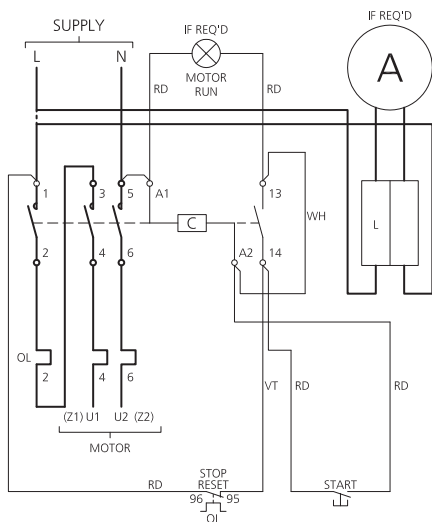 IF REQ'D
SUPPLY
IF REQ'D
L
N
A
MOTOR
RUN
RD
RD
1
3
5
A1
13
WH
C
L
2
4
6
A2
14
OL
2
4
6
VT
RD
RD
(Z1) U1
U2 (Z2)
MOTOR
STOP
RESET
RD
96
95
START
OL